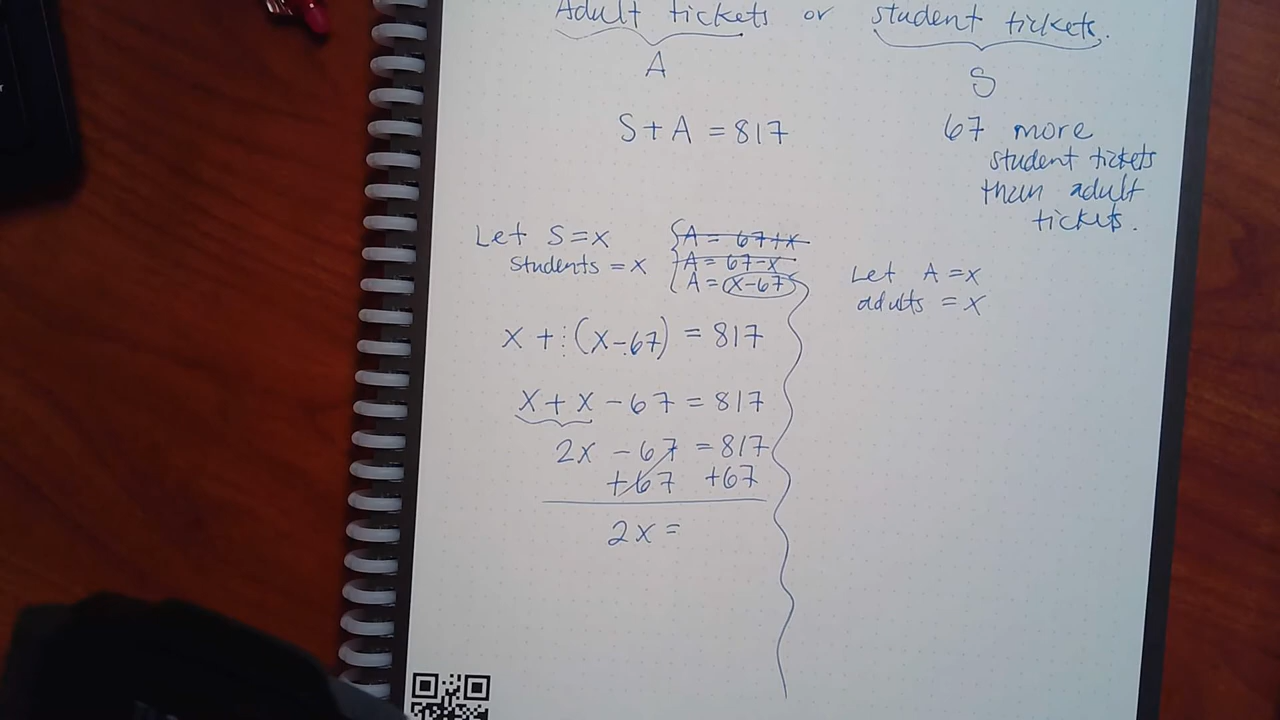 Adult tickets or student tickets.
A
S
S + A = 817
67 more
student tickets
than adult
tickets.
Let S = x
students = x
A = 67 + x
A = 67 - x
A = x - 67
Let A = x
adults = x
x + (x - 67) = 817
x + x - 67 = 817
2x - 67 = 817
+67 +67
2x =